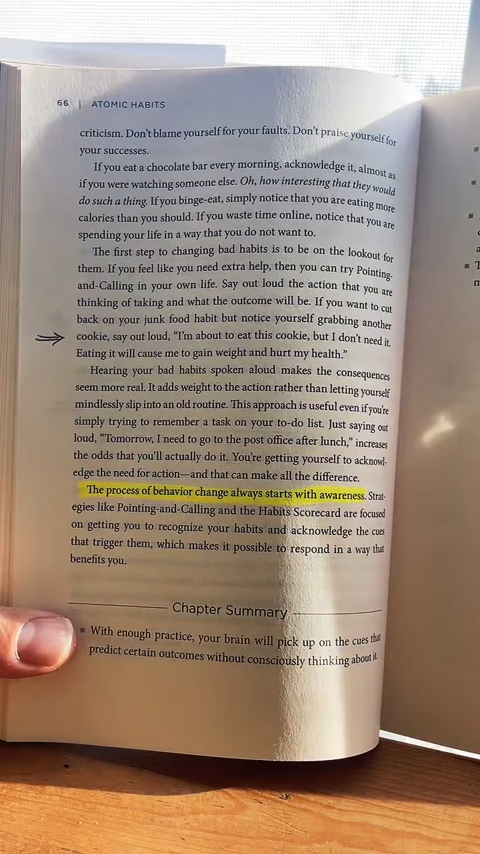 66 | ATOMIC HABITS
criticism. Don't blame yourself for your faults. Don't praise yourself for
your successes.
If you eat a chocolate bar every morning, acknowledge it, almost as
if you were watching someone else. Oh, how interesting that they would
do such a thing. If you binge-eat, simply notice that you are eating more
calories than you should. If you waste time online, notice that you are
spending your life in a way that you do not want to.
The first step to changing bad habits is to be on the lookout for
them. If you feel like you need extra help, then you can try Pointing-
and-Calling in your own life. Say out loud the action that you are
thinking of taking and what the outcome will be. If you want to cut
back on your junk food habit but notice yourself grabbing another
cookie, say out loud, “I'm about to eat this cookie, but I don't need it.
Eating it will cause me to gain weight and hurt my health.”
Hearing your bad habits spoken aloud makes the consequences
seem more real. It adds weight to the action rather than letting yourself
mindlessly slip into an old routine. This approach is useful even if you're
simply trying to remember a task on your to-do list. Just saying out
loud, “Tomorrow, I need to go to the post office after lunch,” increases
the odds that you'll actually do it. You're getting yourself to acknowl-
edge the need for action—and that can make all the difference.
The process of behavior change always starts with awareness. Strat-
egies like Pointing-and-Calling and the Habits Scorecard are focused
on getting you to recognize your habits and acknowledge the cues
that trigger them, which makes it possible to respond in a way that
benefits you.
Chapter Summary
■ With enough practice, your brain will pick up on the cues that
predict certain outcomes without consciously thinking about it.